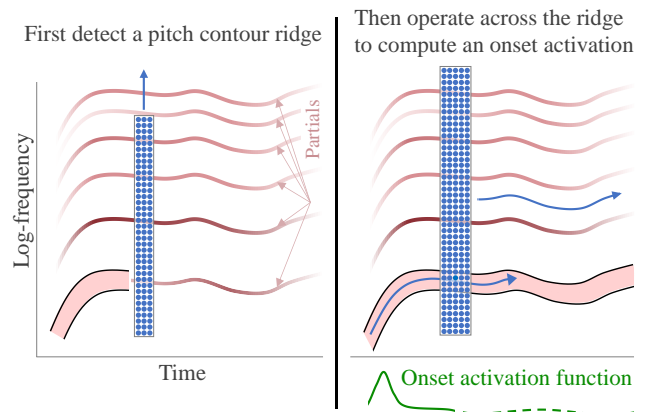 First detect a pitch contour ridge
Log-frequency
Partials
Time
Then operate across the ridge
to compute an onset activation
Onset activation function